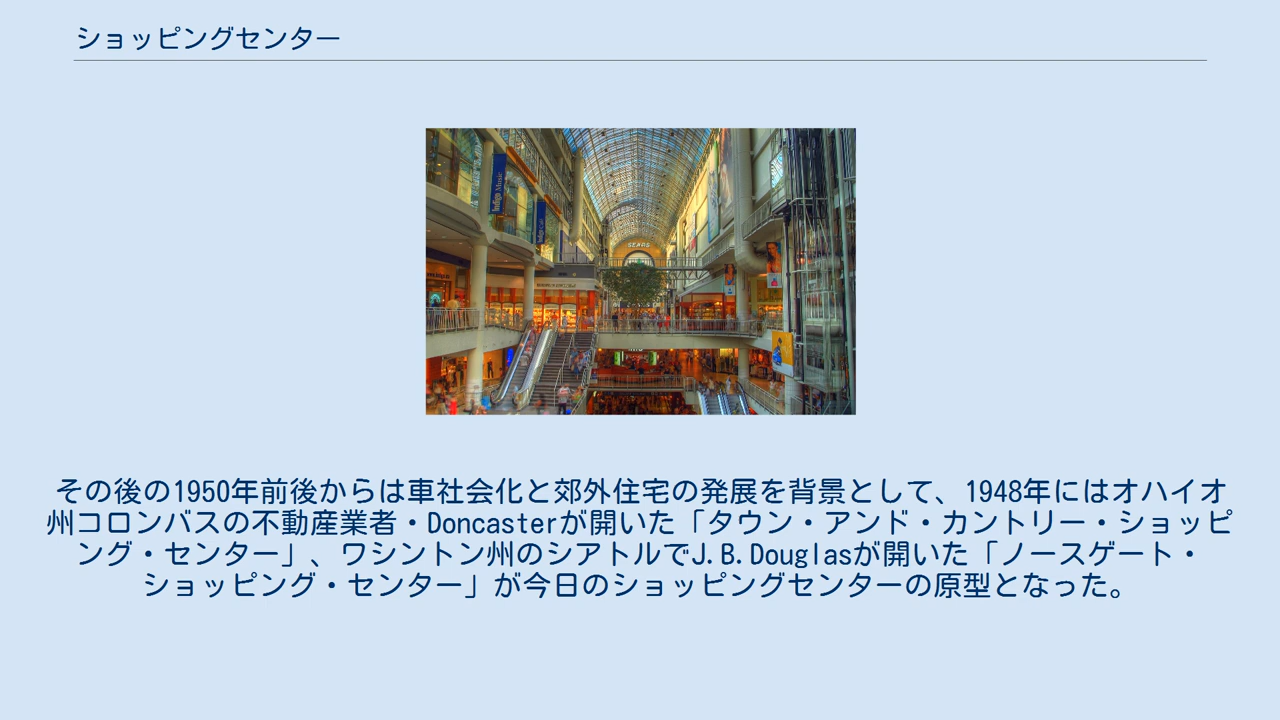 ショッピングセンター
Indigo Music
SEARS
その後の1950年前後からは車社会化と郊外住宅の発展を背景として、1948年にはオハイオ
州コロンバスの不動産業者・Doncasterが開いた「タウン・アンド・カントリー・ショッピ
ング・センター」、ワシントン州のシアトルでJ.B.Douglasが開いた「ノースゲート・
ショッピング・センター」が今日のショッピングセンターの原型となった。